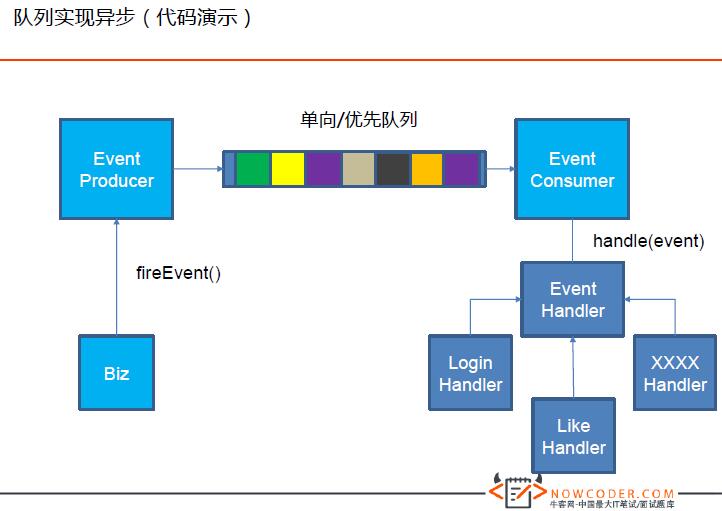 队列实现异步（代码演示）
单向/优先队列
Event
Producer
Event
Consumer
handle(event)
fireEvent()
Event
Handler
Biz
Login
Handler
XXXX
Handler
Like
Handler
NOWCODER.COM
牛客网-中国最大IT笔试/面试题库